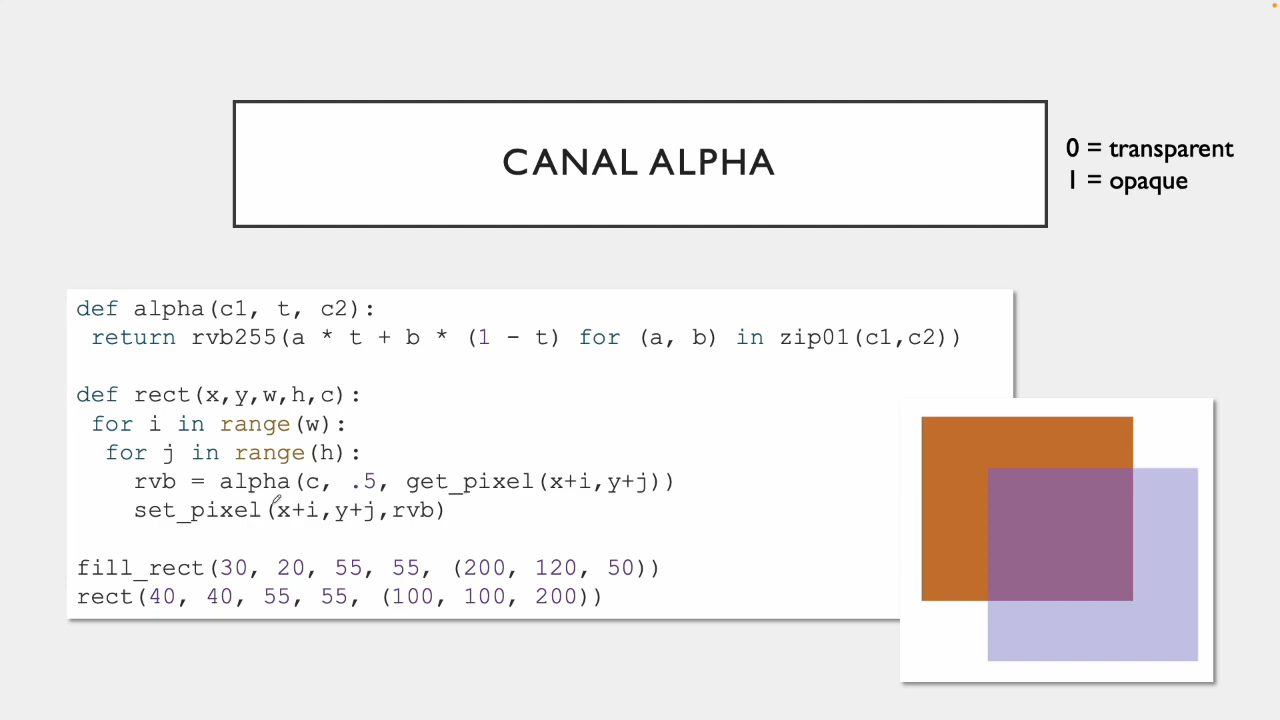 CANAL ALPHA
0 = transparent
1 = opaque
def alpha(c1, t, c2):
 return rvb255(a * t + b * (1 - t) for (a, b) in zip01(c1,c2))
def rect(x,y,w,h,c):
 for i in range(w):
  for j in range(h):
    rvb = alpha(c, .5, get_pixel(x+i,y+j))
    set_pixel(x+i,y+j,rvb)
fill_rect(30, 20, 55, 55, (200, 120, 50))
rect(40, 40, 55, 55, (100, 100, 200))